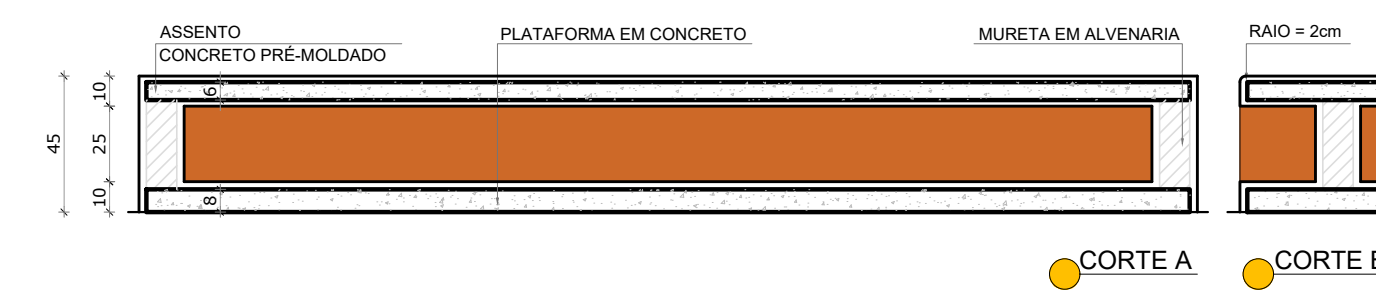 ASSENTO
CONCRETO PRÉ-MOLDADO
PLATAFORMA EM CONCRETO
MURETA EM ALVENARIA
RAIO = 2cm
45
10
25
10
6
8
CORTE A
CORTE